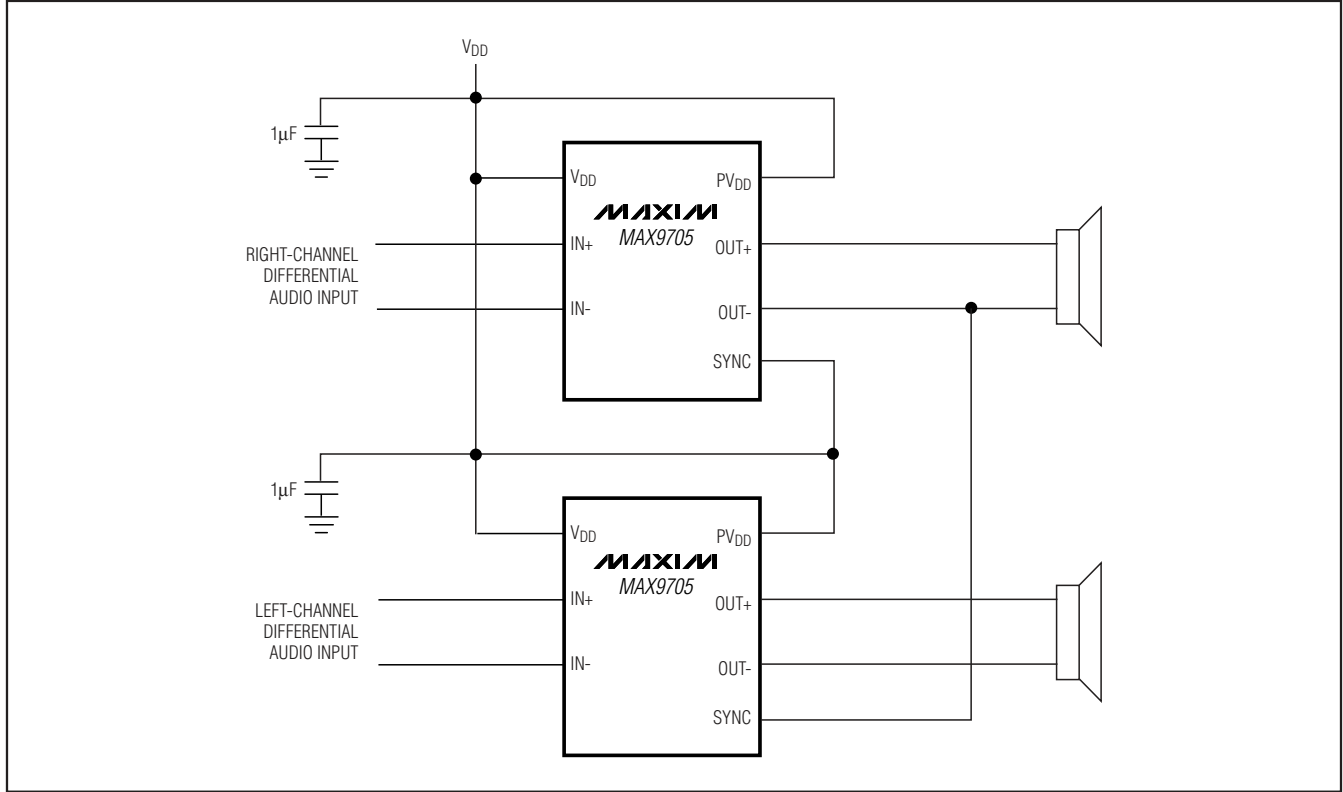 VDD
1μF
VDD
PVDD
MAXIM
MAX9705
IN+
OUT+
RIGHT-CHANNEL
DIFFERENTIAL
AUDIO INPUT
IN-
OUT-
SYNC
1μF
VDD
PVDD
MAXIM
MAX9705
IN+
OUT+
LEFT-CHANNEL
DIFFERENTIAL
AUDIO INPUT
IN-
OUT-
SYNC